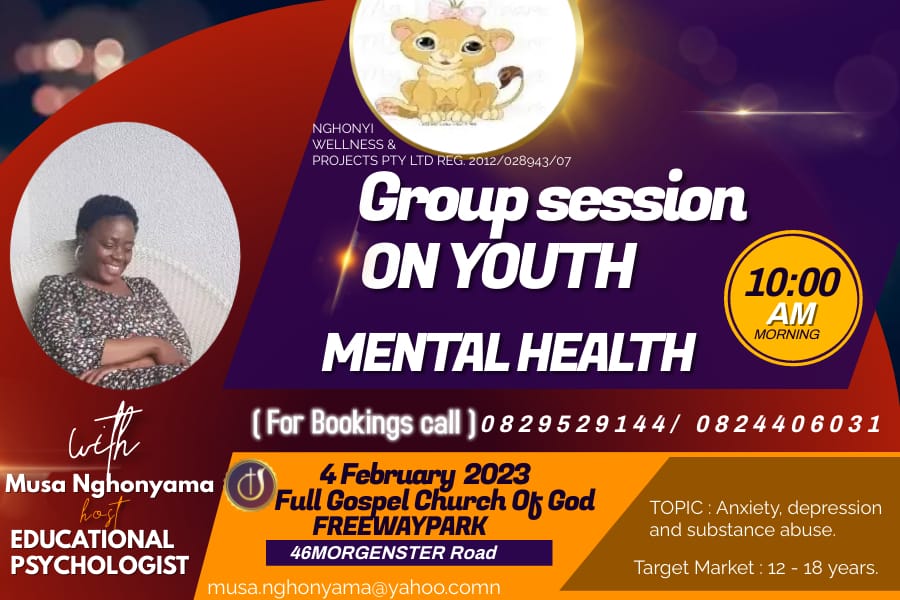 NGHONYI
WELLNESS &
PROJECTS PTY LTD REG. 2012/028943/07
Group session
ON YOUTH
MENTAL HEALTH
10:00
AM
MORNING
( For Bookings call ) 0829529144/ 0824406031
with
Musa Nghonyama
host
EDUCATIONAL
PSYCHOLOGIST
4 February 2023
Full Gospel Church Of God
FREEWAYPARK
46MORGENSTER Road
musa.nghonyama@yahoo.comn
TOPIC : Anxiety, depression
and substance abuse.
Target Market : 12 - 18 years.